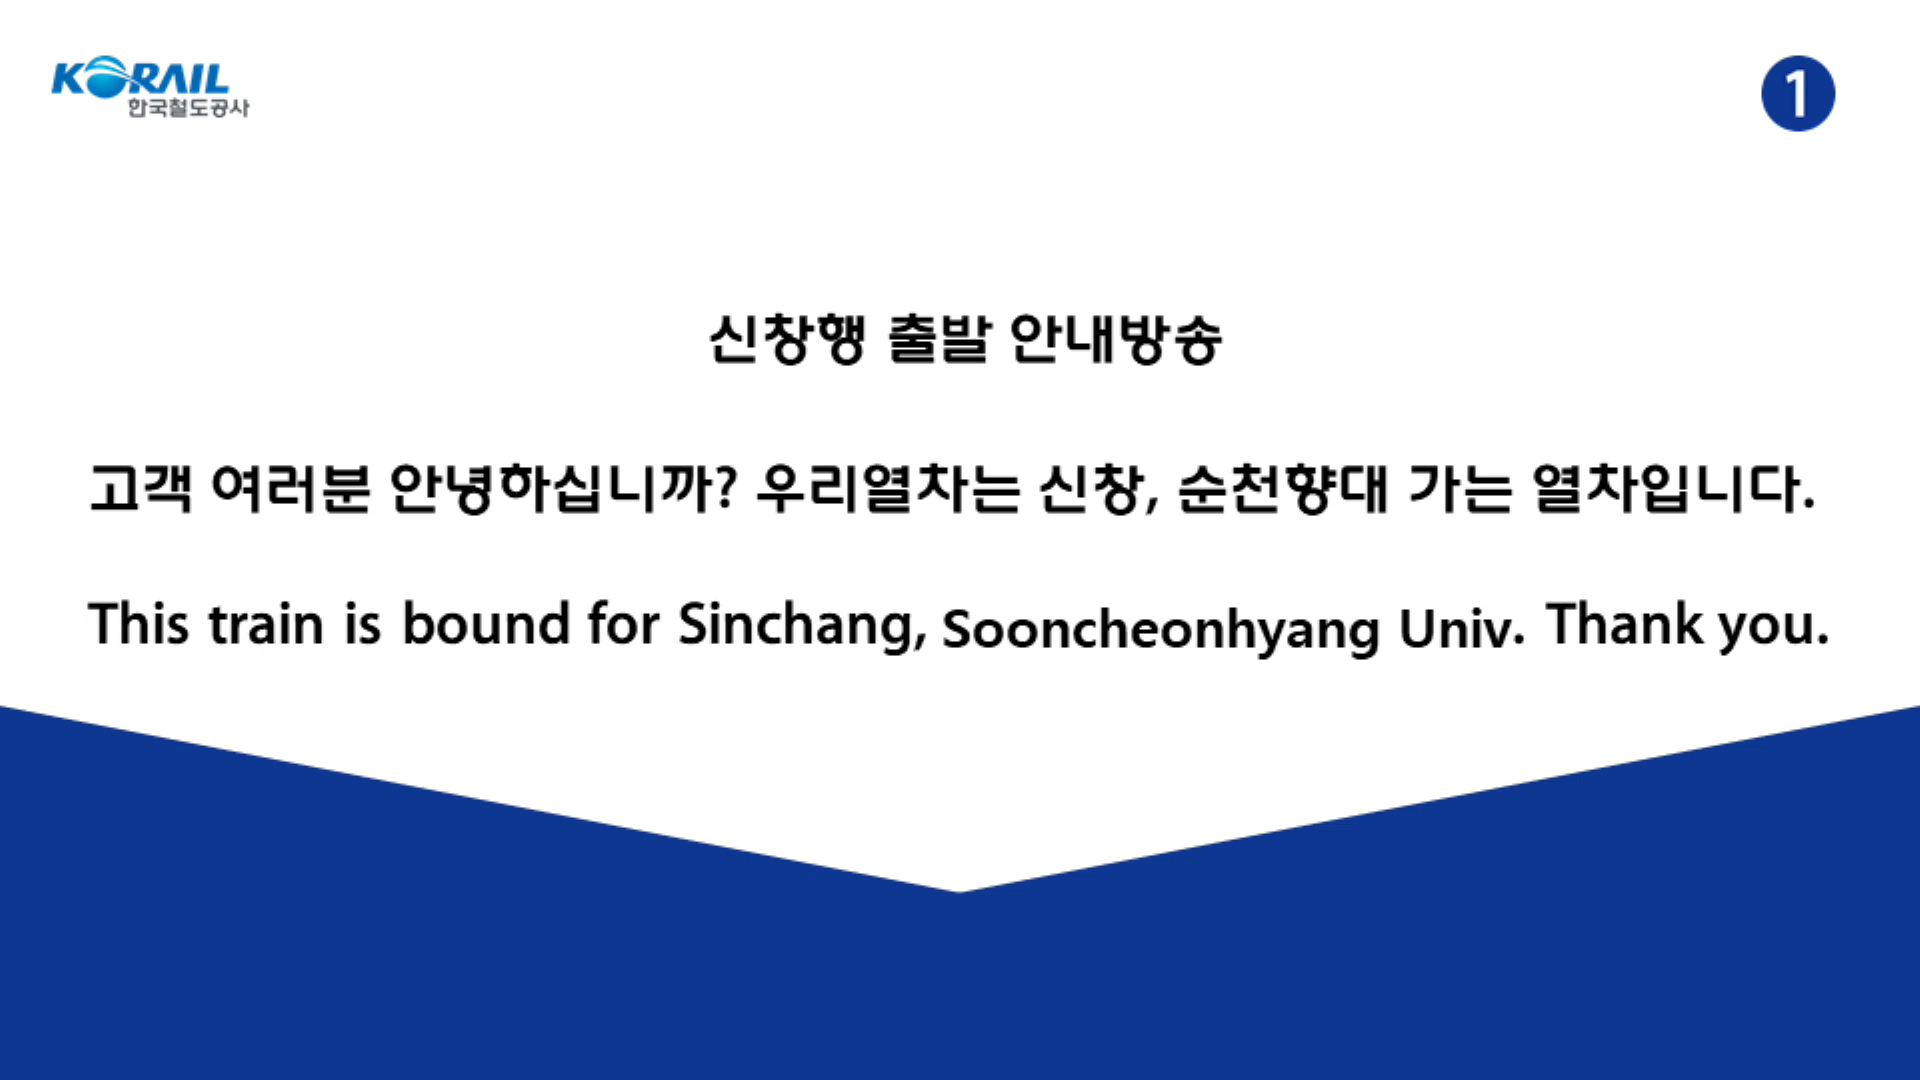 KORAIL
한국철도공사
1
신창행 출발 안내방송
고객 여러분 안녕하십니까? 우리열차는 신창, 순천향대 가는 열차입니다.
This train is bound for Sinchang, Sooncheonhyang Univ. Thank you.